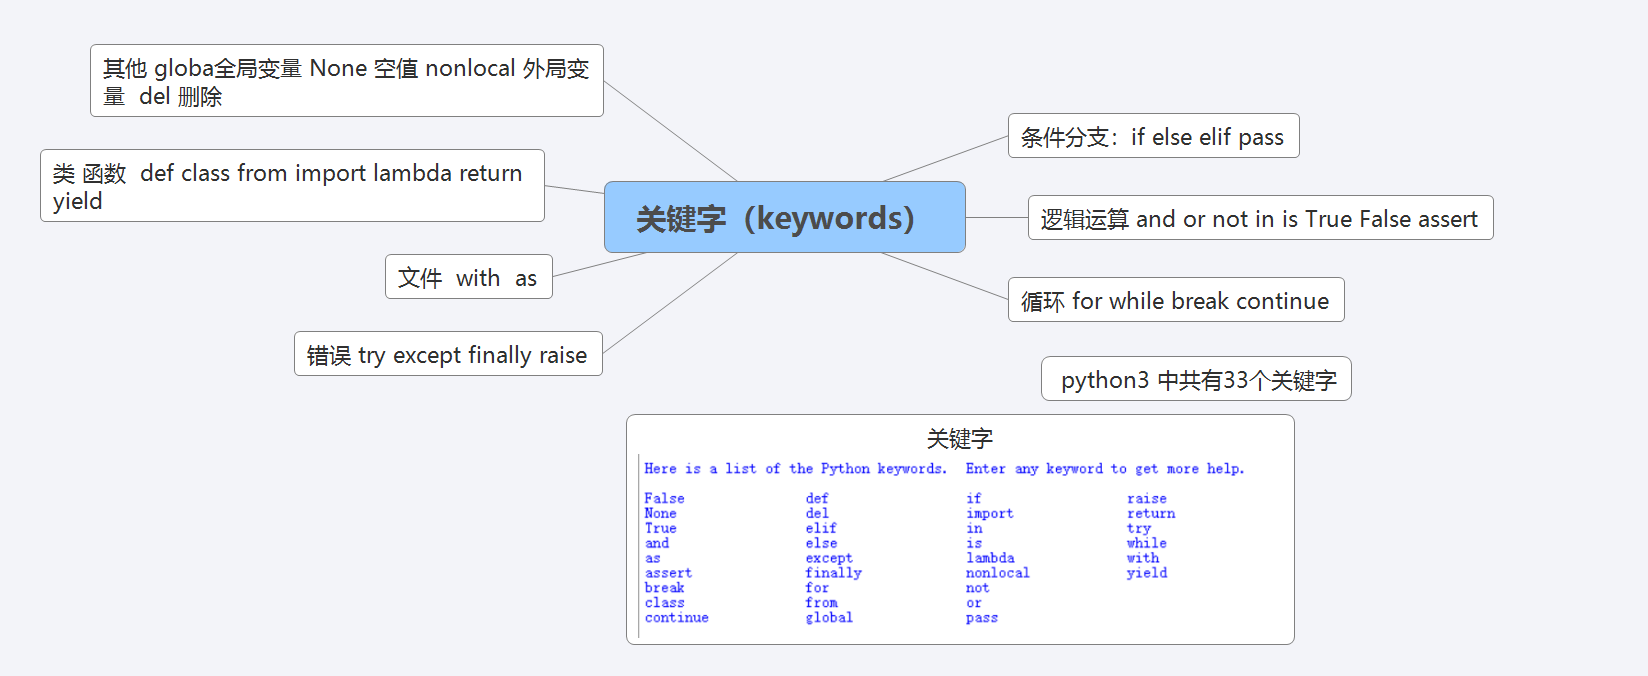 其他 globa全局变量 None 空值 nonlocal 外局变
量 del 删除
类 函数 def class from import lambda return
yield
文件 with as
错误 try except finally raise
关键字（keywords）
条件分支：if else elif pass
逻辑运算 and or not in is True False assert
循环 for while break continue
python3 中共有33个关键字
关键字
Here is a list of the Python keywords. Enter any keyword to get more help.
False def if raise
None del import return
True elif in try
and else is while
as except lambda with
assert finally nonlocal yield
break for not
class from or
continue global pass